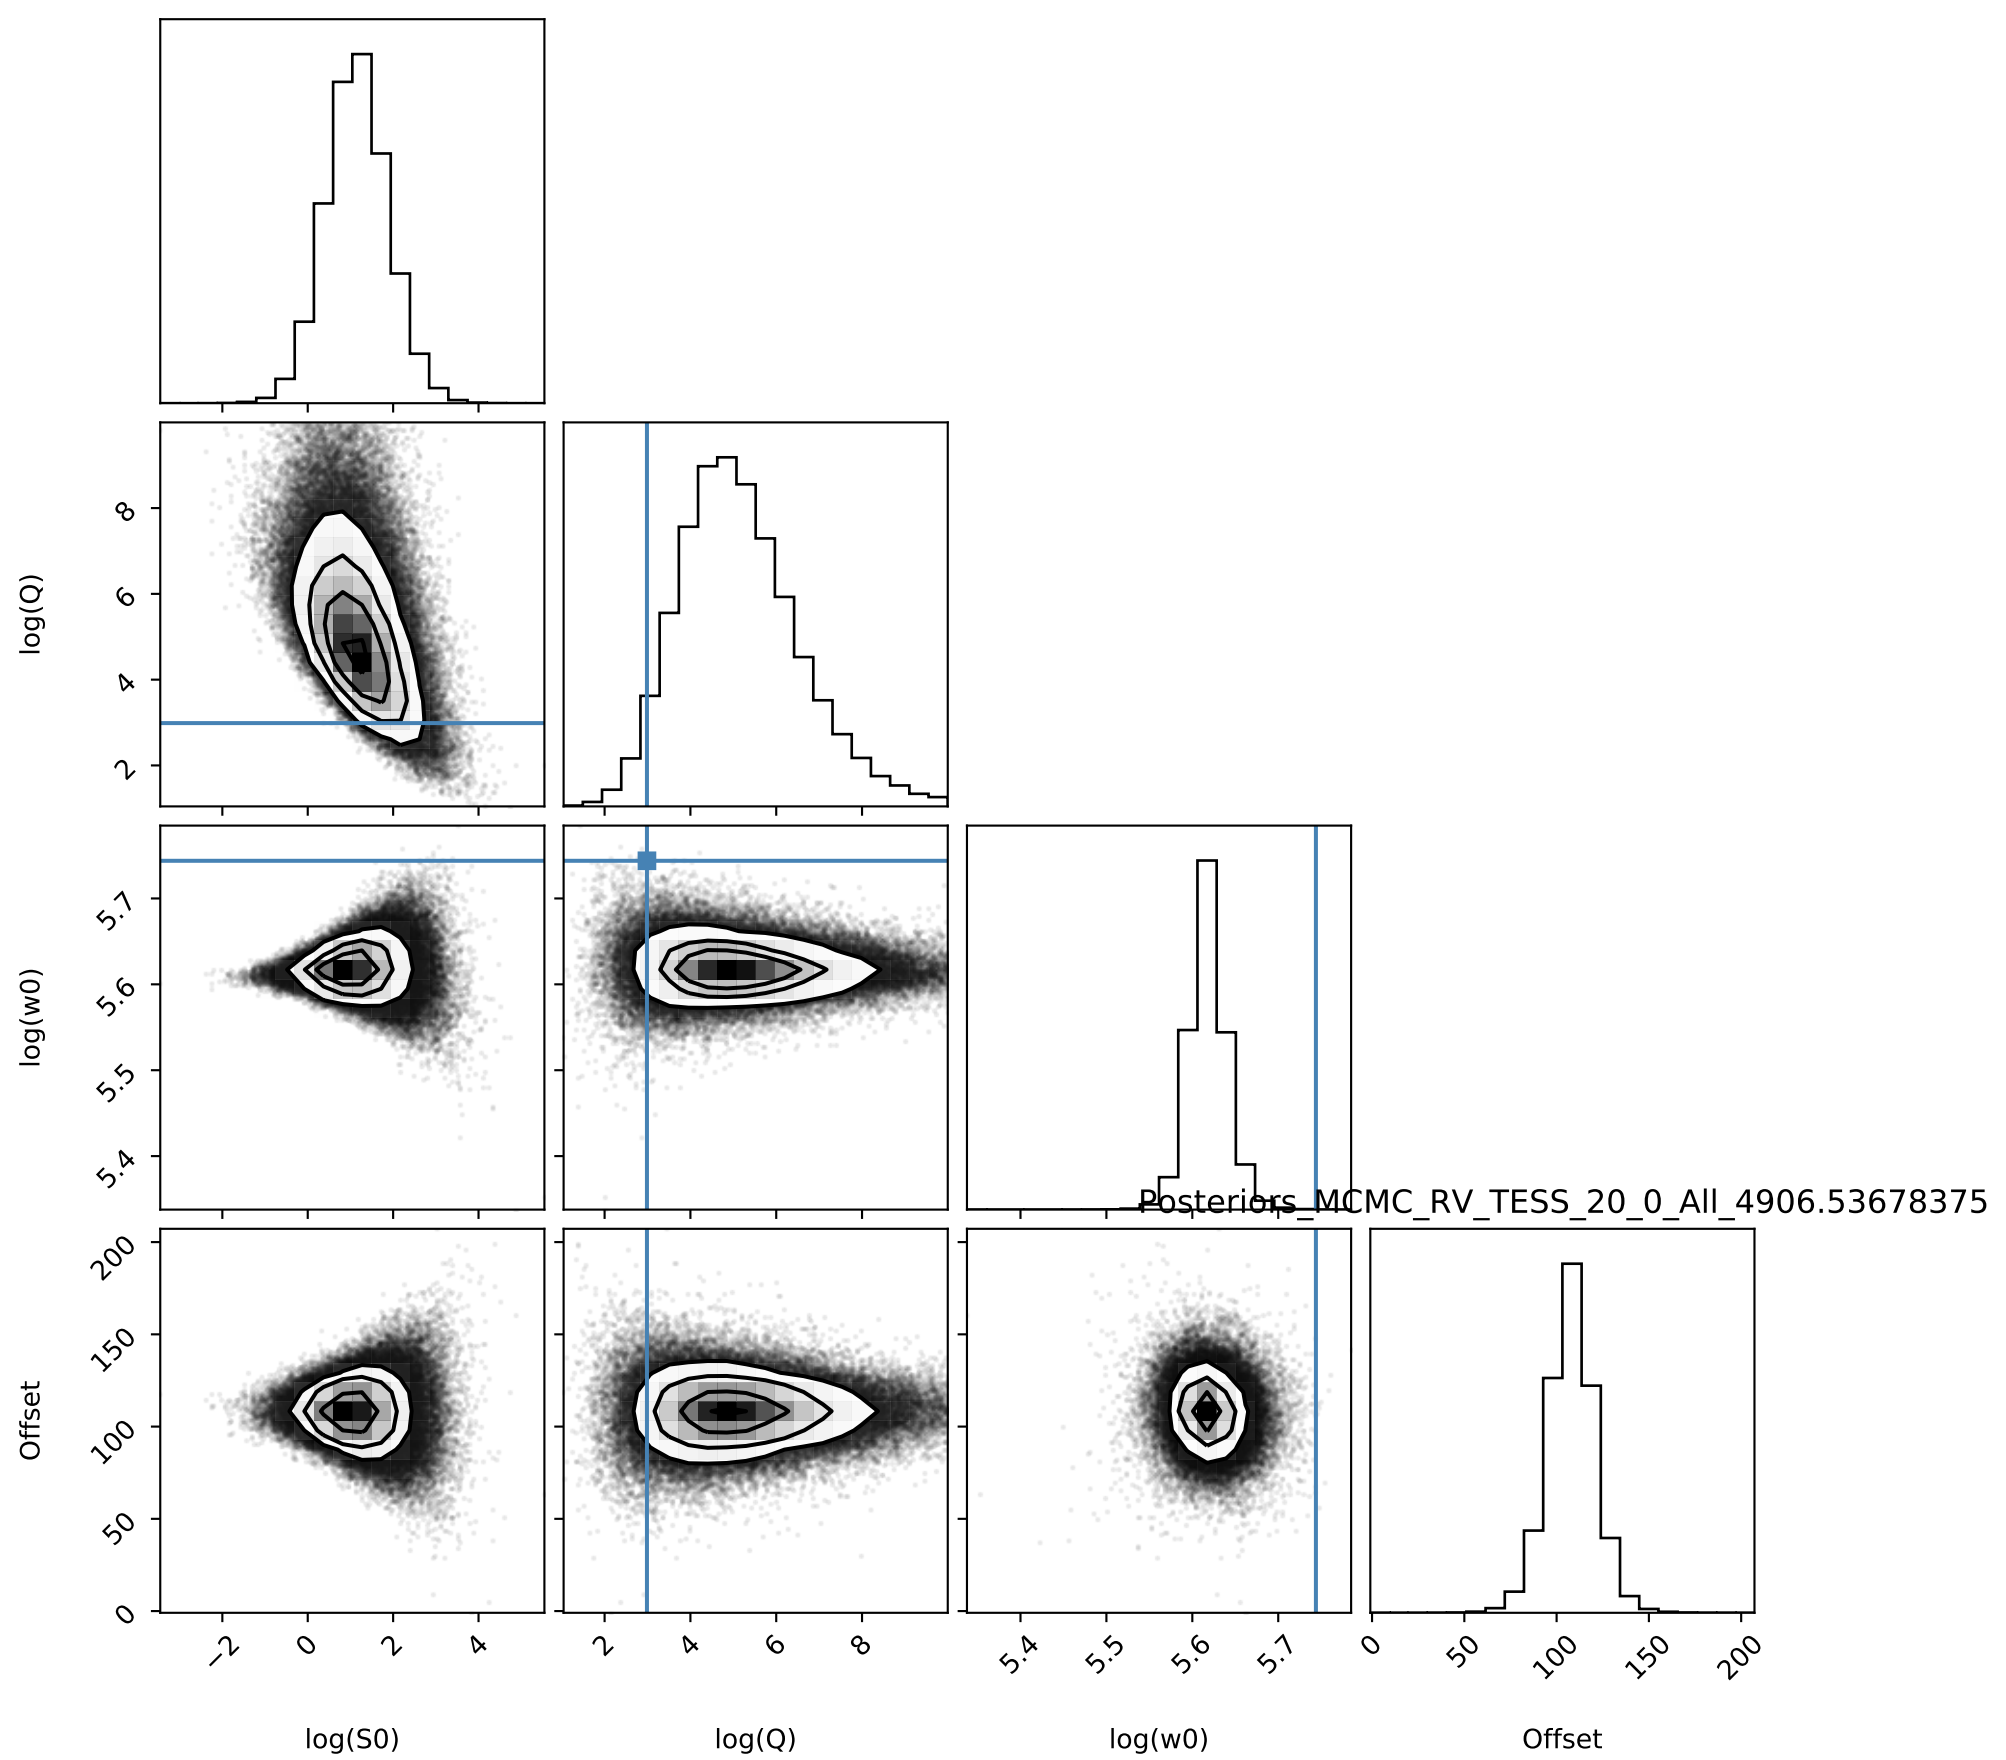 log(Q)
8
6
4
2
log(w0)
5.7
5.6
5.5
5.4
Posteriors_MCMC_RV_TESS_20_0_All_4906.53678375
Offset
200
150
100
50
0
−2 0 2 4 2 4 6 8 5.4 5.5 5.6 5.7 0 50 100 150 200
log(S0) log(Q) log(w0) Offset